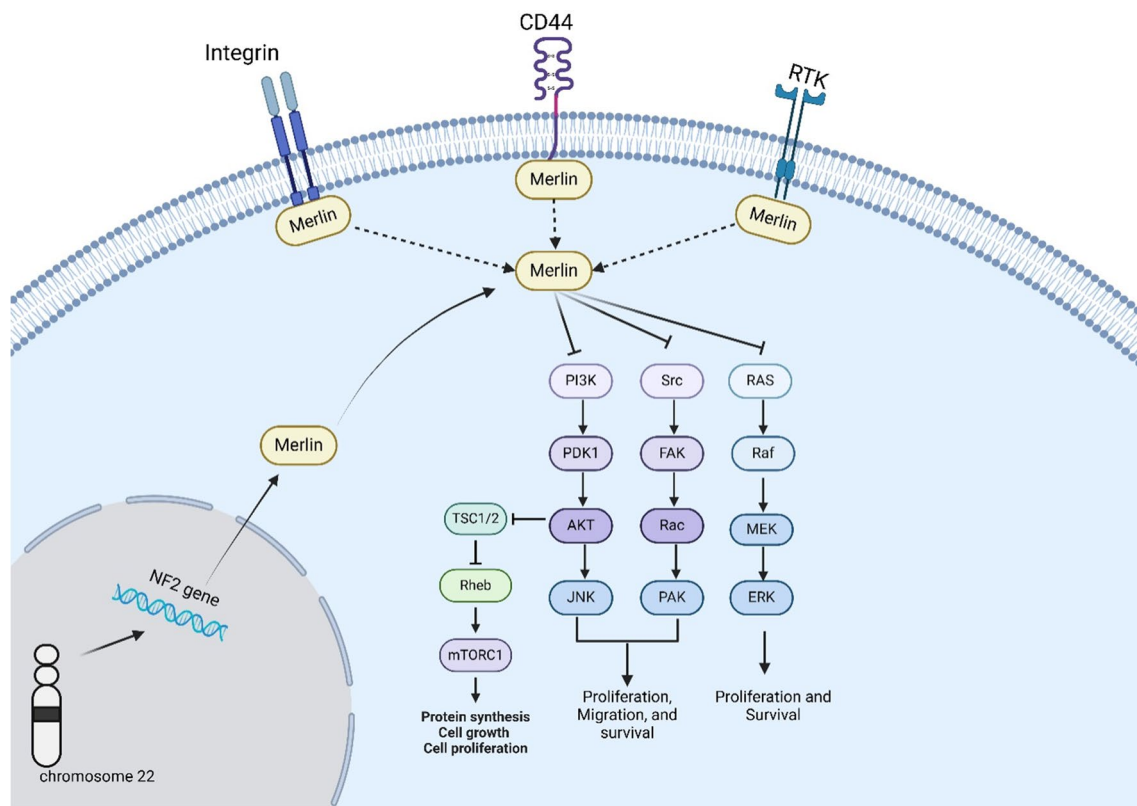 CD44
Integrin
RTK
Merlin
Merlin
Merlin
Merlin
Merlin
PI3K
Src
RAS
PDK1
FAK
Raf
TSC1/2
AKT
Rac
MEK
Rheb
JNK
PAK
ERK
mTORC1
NF2 gene
Protein synthesis
Cell growth
Cell proliferation
Proliferation,
Migration, and
survival
Proliferation and
Survival
chromosome 22